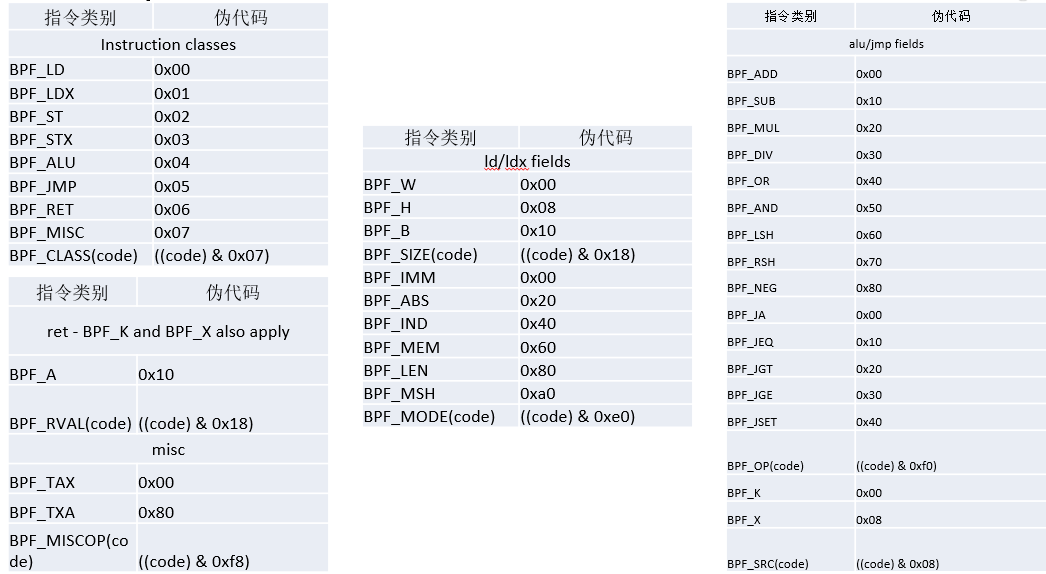 指令类别 伪代码
Instruction classes
BPF_LD 0x00
BPF_LDX 0x01
BPF_ST 0x02
BPF_STX 0x03
BPF_ALU 0x04
BPF_JMP 0x05
BPF_RET 0x06
BPF_MISC 0x07
BPF_CLASS(code) ((code) & 0x07)
指令类别 伪代码
ret - BPF_K and BPF_X also apply
BPF_A 0x10
BPF_RVAL(code) ((code) & 0x18)
misc
BPF_TAX 0x00
BPF_TXA 0x80
BPF_MISCOP(co
de) ((code) & 0xf8)
指令类别 伪代码
ld/ldx fields
BPF_W 0x00
BPF_H 0x08
BPF_B 0x10
BPF_SIZE(code) ((code) & 0x18)
BPF_IMM 0x00
BPF_ABS 0x20
BPF_IND 0x40
BPF_MEM 0x60
BPF_LEN 0x80
BPF_MSH 0xa0
BPF_MODE(code) ((code) & 0xe0)
指令类别 伪代码
alu/jmp fields
BPF_ADD 0x00
BPF_SUB 0x10
BPF_MUL 0x20
BPF_DIV 0x30
BPF_OR 0x40
BPF_AND 0x50
BPF_LSH 0x60
BPF_RSH 0x70
BPF_NEG 0x80
BPF_JA 0x00
BPF_JEQ 0x10
BPF_JGT 0x20
BPF_JGE 0x30
BPF_JSET 0x40
BPF_OP(code) ((code) & 0xf0)
BPF_K 0x00
BPF_X 0x08
BPF_SRC(code) ((code) & 0x08)